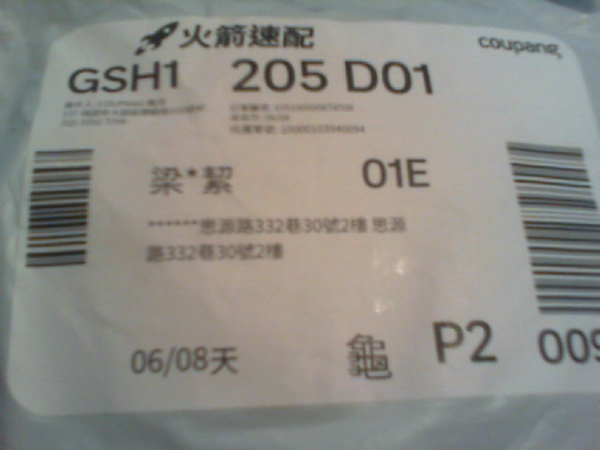 火箭速配
coupang
GSH1 205 D01
梁*絜 01E
******思源路332巷30號2樓 思源
路332巷30號2樓
06/08天 龜 P2 009